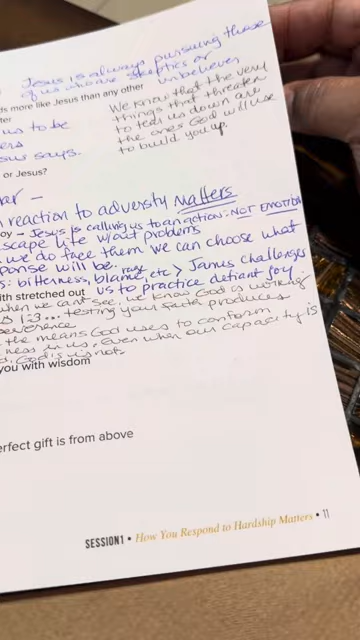 Jesus is always pursuing those
of us who are skeptics or
unbelievers
ds more like Jesus than any other
ter
We know that the very
things that threaten
to tear us down are
the ones God will use
to build you up.
us to be
ers
sus says.
or Jesus?
er -
n reaction to adversity matters
oy - Jesus is calling us to an action: NOT EMOTION
scape life w/out problems
we do face them we can choose what
ponse will be.
s: bitterness, rage, blame, etc > James challenges
us to practice defiant joy.
ith stretched out
when we can't see, we know God is working
s 1:3... testing your faith produces
severence
the means God uses to conform
ness in us. Even when our capacity is
d, God's is not.
you with wisdom
erfect gift is from above
SESSION 1 • How You Respond to Hardship Matters • 11